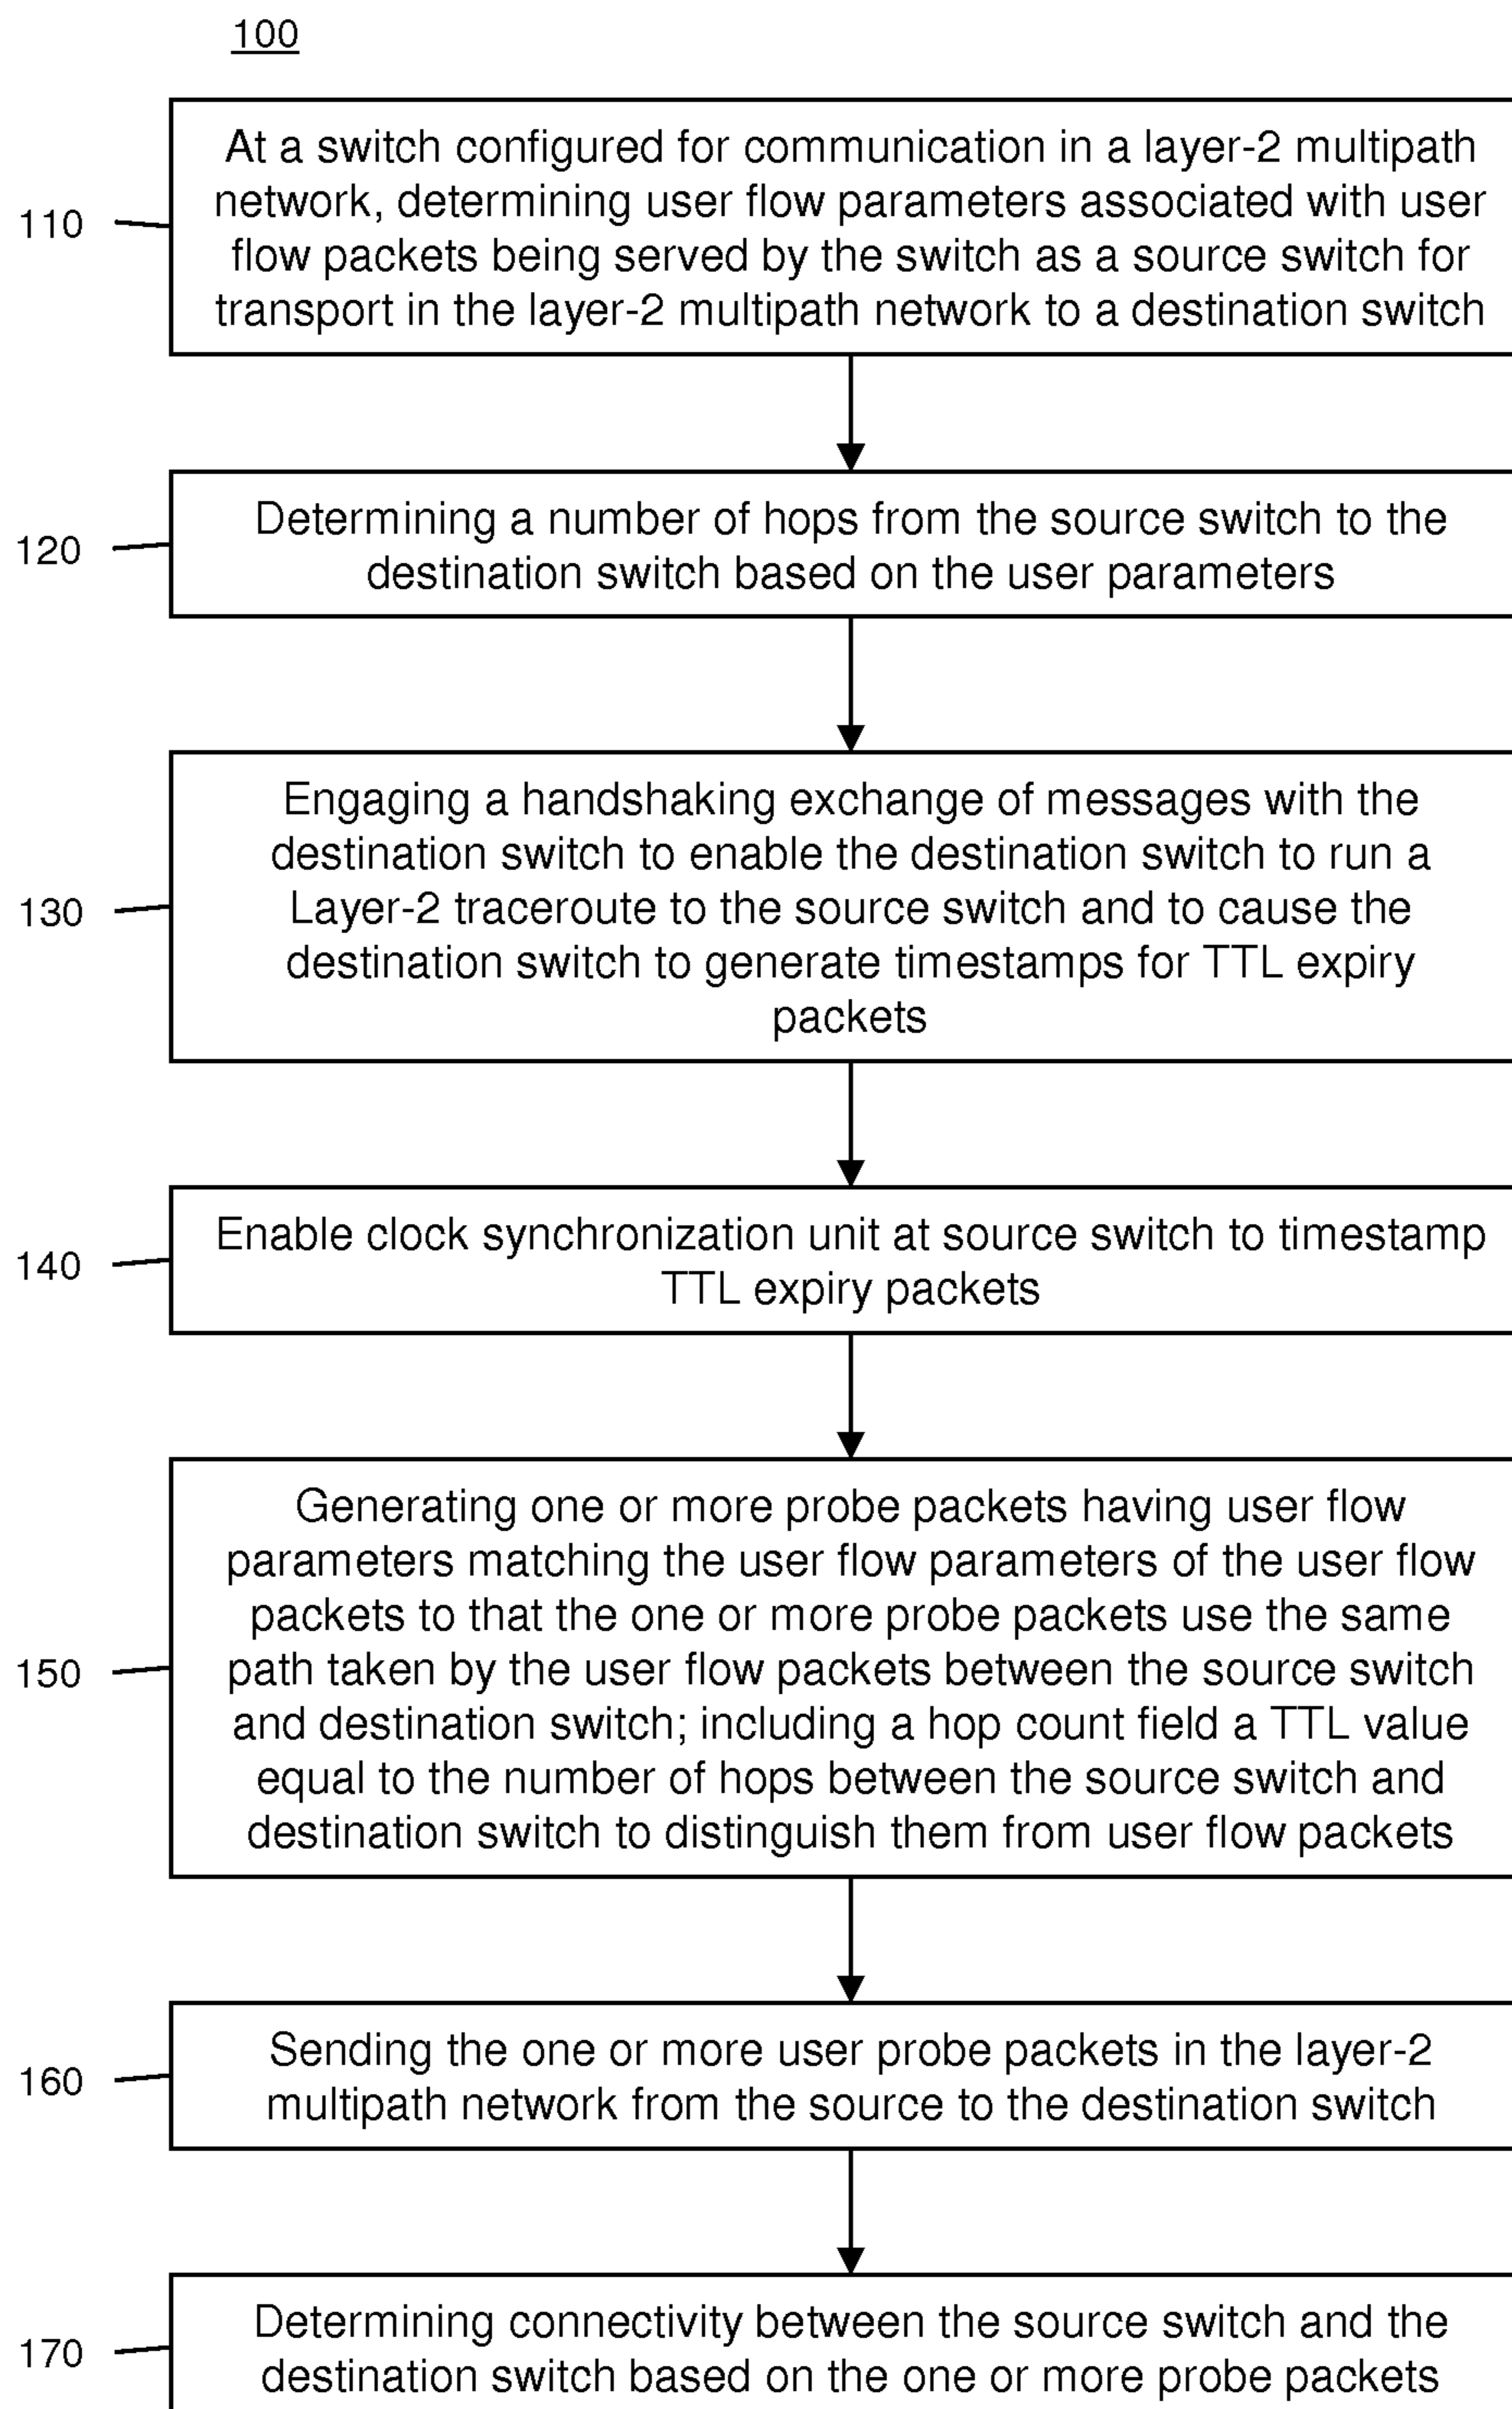 100
110
At a switch configured for communication in a layer-2 multipath
network, determining user flow parameters associated with user
flow packets being served by the switch as a source switch for
transport in the layer-2 multipath network to a destination switch
120
Determining a number of hops from the source switch to the
destination switch based on the user parameters
130
Engaging a handshaking exchange of messages with the
destination switch to enable the destination switch to run a
Layer-2 traceroute to the source switch and to cause the
destination switch to generate timestamps for TTL expiry
packets
140
Enable clock synchronization unit at source switch to timestamp
TTL expiry packets
150
Generating one or more probe packets having user flow
parameters matching the user flow parameters of the user flow
packets to that the one or more probe packets use the same
path taken by the user flow packets between the source switch
and destination switch; including a hop count field a TTL value
equal to the number of hops between the source switch and
destination switch to distinguish them from user flow packets
160
Sending the one or more user probe packets in the layer-2
multipath network from the source to the destination switch
170
Determining connectivity between the source switch and the
destination switch based on the one or more probe packets